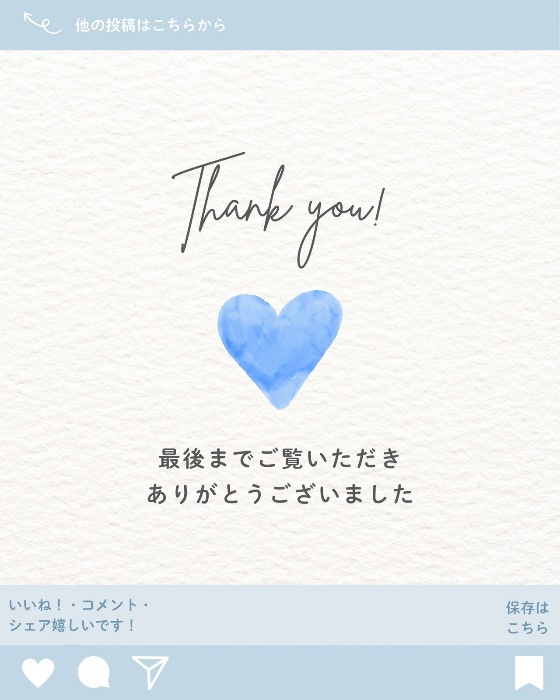 他の投稿はこちらから
Thank you!
最後までご覧いただき
ありがとうございました
いいね！・コメント・
シェア嬉しいです！
保存は
こちら